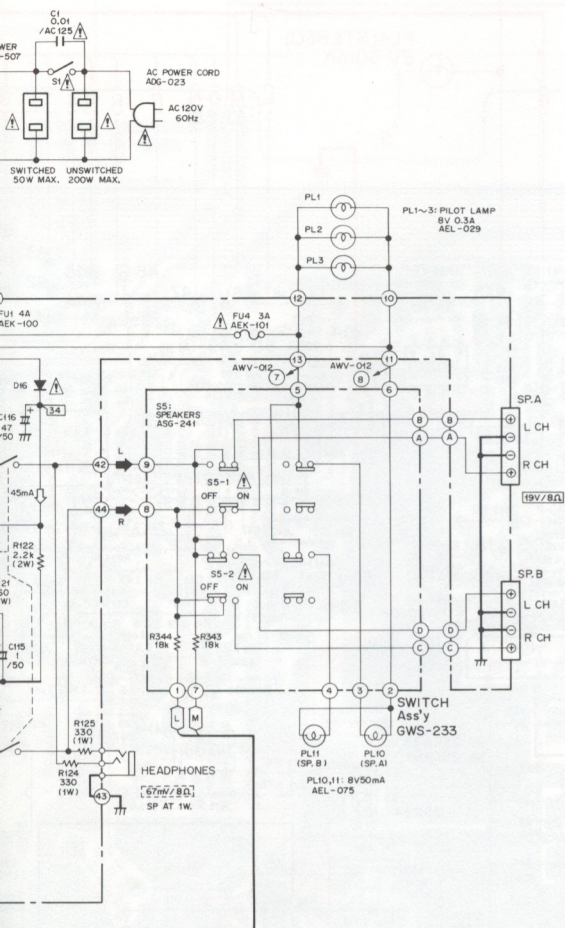 C1
0.01
/AC125
WER
-507
S1
AC POWER CORD
ADG-023
AC120V
60Hz
SWITCHED
50W MAX.
UNSWITCHED
200W MAX.
PL1
PL2
PL3
PL1~3: PILOT LAMP
8V 0.3A
AEL-029
12
10
FU1 4A
AEK-100
FU4 3A
AEK-101
13
11
AWV-012
7
AWV-012
8
5
6
D16
C116
47
/50
34
S5:
SPEAKERS
ASG-241
SP.A
B
B
A
A
L CH
R CH
19V/8Ω
42
L
9
S5-1
OFF ON
45mA
44
R
8
R122
2.2k
(2W)
S5-2
OFF ON
21
60
W)
SP.B
L CH
R CH
D
D
C
C
C115
1
/50
R344
18k
R343
18k
1
7
4
3
2
L
M
SWITCH
Ass'y
GWS-233
PL11
(SP.B)
PL10
(SP.A)
PL10,11: 8V50mA
AEL-075
R125
330
(1W)
R124
330
(1W)
HEADPHONES
67mV/8Ω
SP AT 1W.
43